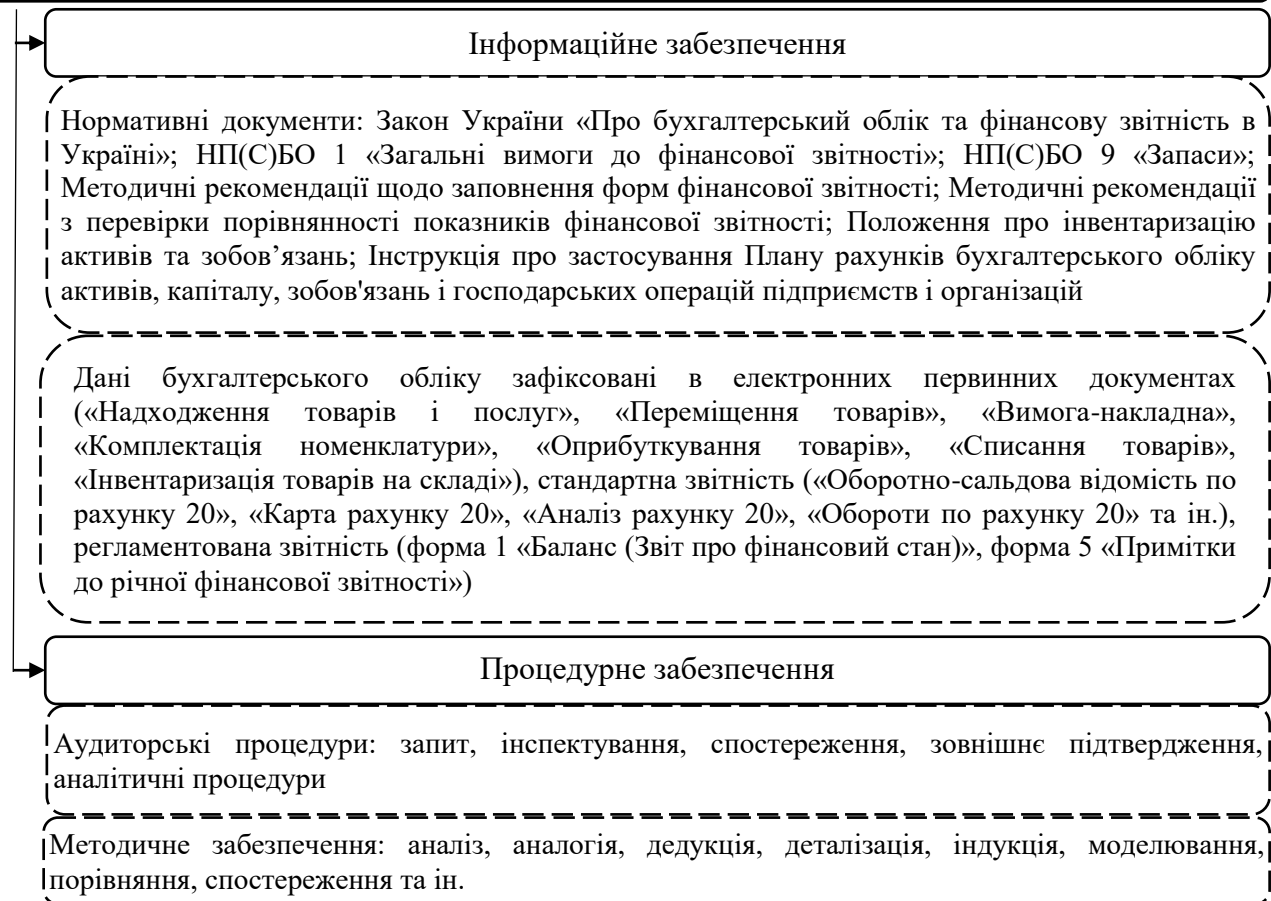 Інформаційне забезпечення
Нормативні документи: Закон України «Про бухгалтерський облік та фінансову звітність в
Україні»; НП(С)БО 1 «Загальні вимоги до фінансової звітності»; НП(С)БО 9 «Запаси»;
Методичні рекомендації щодо заповнення форм фінансової звітності; Методичні рекомендації
з перевірки порівнянності показників фінансової звітності; Положення про інвентаризацію
активів та зобов’язань; Інструкція про застосування Плану рахунків бухгалтерського обліку
активів, капіталу, зобов'язань і господарських операцій підприємств і організацій
Дані бухгалтерського обліку зафіксовані в електронних первинних документах
(«Надходження товарів і послуг», «Переміщення товарів», «Вимога-накладна»,
«Комплектація номенклатури», «Оприбуткування товарів», «Списання товарів»,
«Інвентаризація товарів на складі»), стандартна звітність («Оборотно-сальдова відомість по
рахунку 20», «Карта рахунку 20», «Аналіз рахунку 20», «Обороти по рахунку 20» та ін.),
регламентована звітність (форма 1 «Баланс (Звіт про фінансовий стан)», форма 5 «Примітки
до річної фінансової звітності»)
Процедурне забезпечення
Аудиторські процедури: запит, інспектування, спостереження, зовнішнє підтвердження,
аналітичні процедури
Методичне забезпечення: аналіз, аналогія, дедукція, деталізація, індукція, моделювання,
порівняння, спостереження та ін.